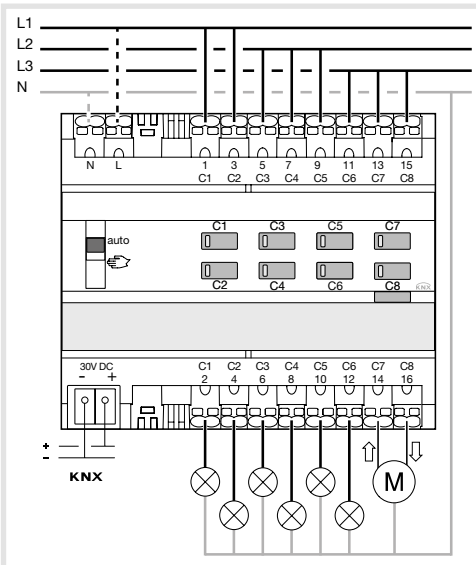 L1
L2
L3
N
N L 1 3 5 7 9 11 13 15
C1 C2 C3 C4 C5 C6 C7 C8
auto
C1 C3 C5 C7
C2 C4 C6 C8
KNX
30V DC
- +
C1 C2 C3 C4 C5 C6 C7 C8
2 4 6 8 10 12 14 16
+
-
KNX
M